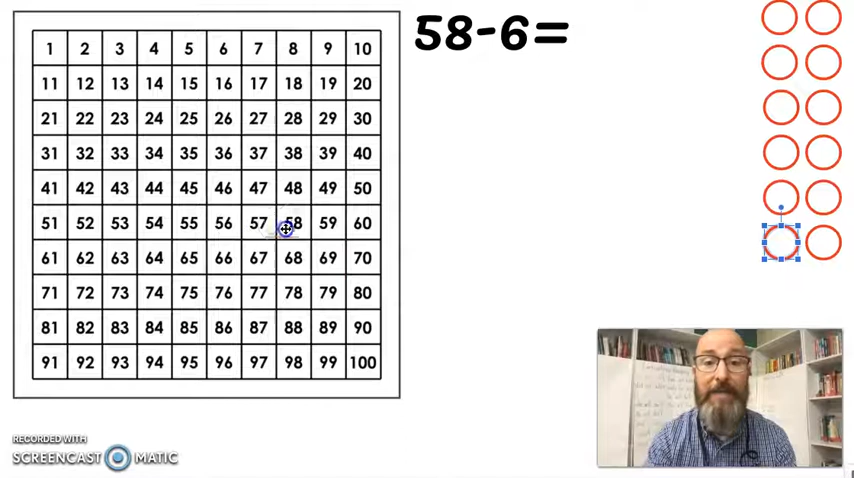 58-6=
1 2 3 4 5 6 7 8 9 10
11 12 13 14 15 16 17 18 19 20
21 22 23 24 25 26 27 28 29 30
31 32 33 34 35 36 37 38 39 40
41 42 43 44 45 46 47 48 49 50
51 52 53 54 55 56 57 58 59 60
61 62 63 64 65 66 67 68 69 70
71 72 73 74 75 76 77 78 79 80
81 82 83 84 85 86 87 88 89 90
91 92 93 94 95 96 97 98 99 100
RECORDED WITH
SCREENCAST MATIC